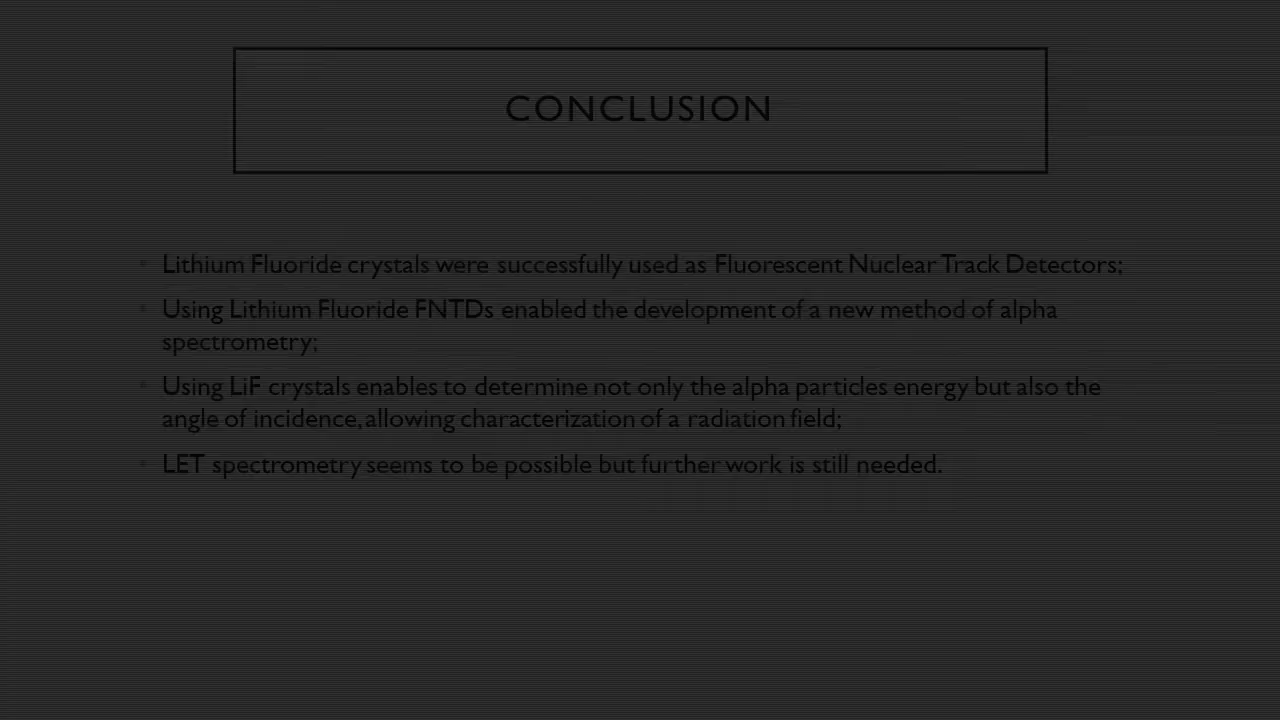 CONCLUSION
• Lithium Fluoride crystals were successfully used as Fluorescent Nuclear Track Detectors;
• Using Lithium Fluoride FNTDs enabled the development of a new method of alpha
spectrometry;
• Using LiF crystals enables to determine not only the alpha particles energy but also the
angle of incidence, allowing characterization of a radiation field;
• LET spectrometry seems to be possible but further work is still needed.